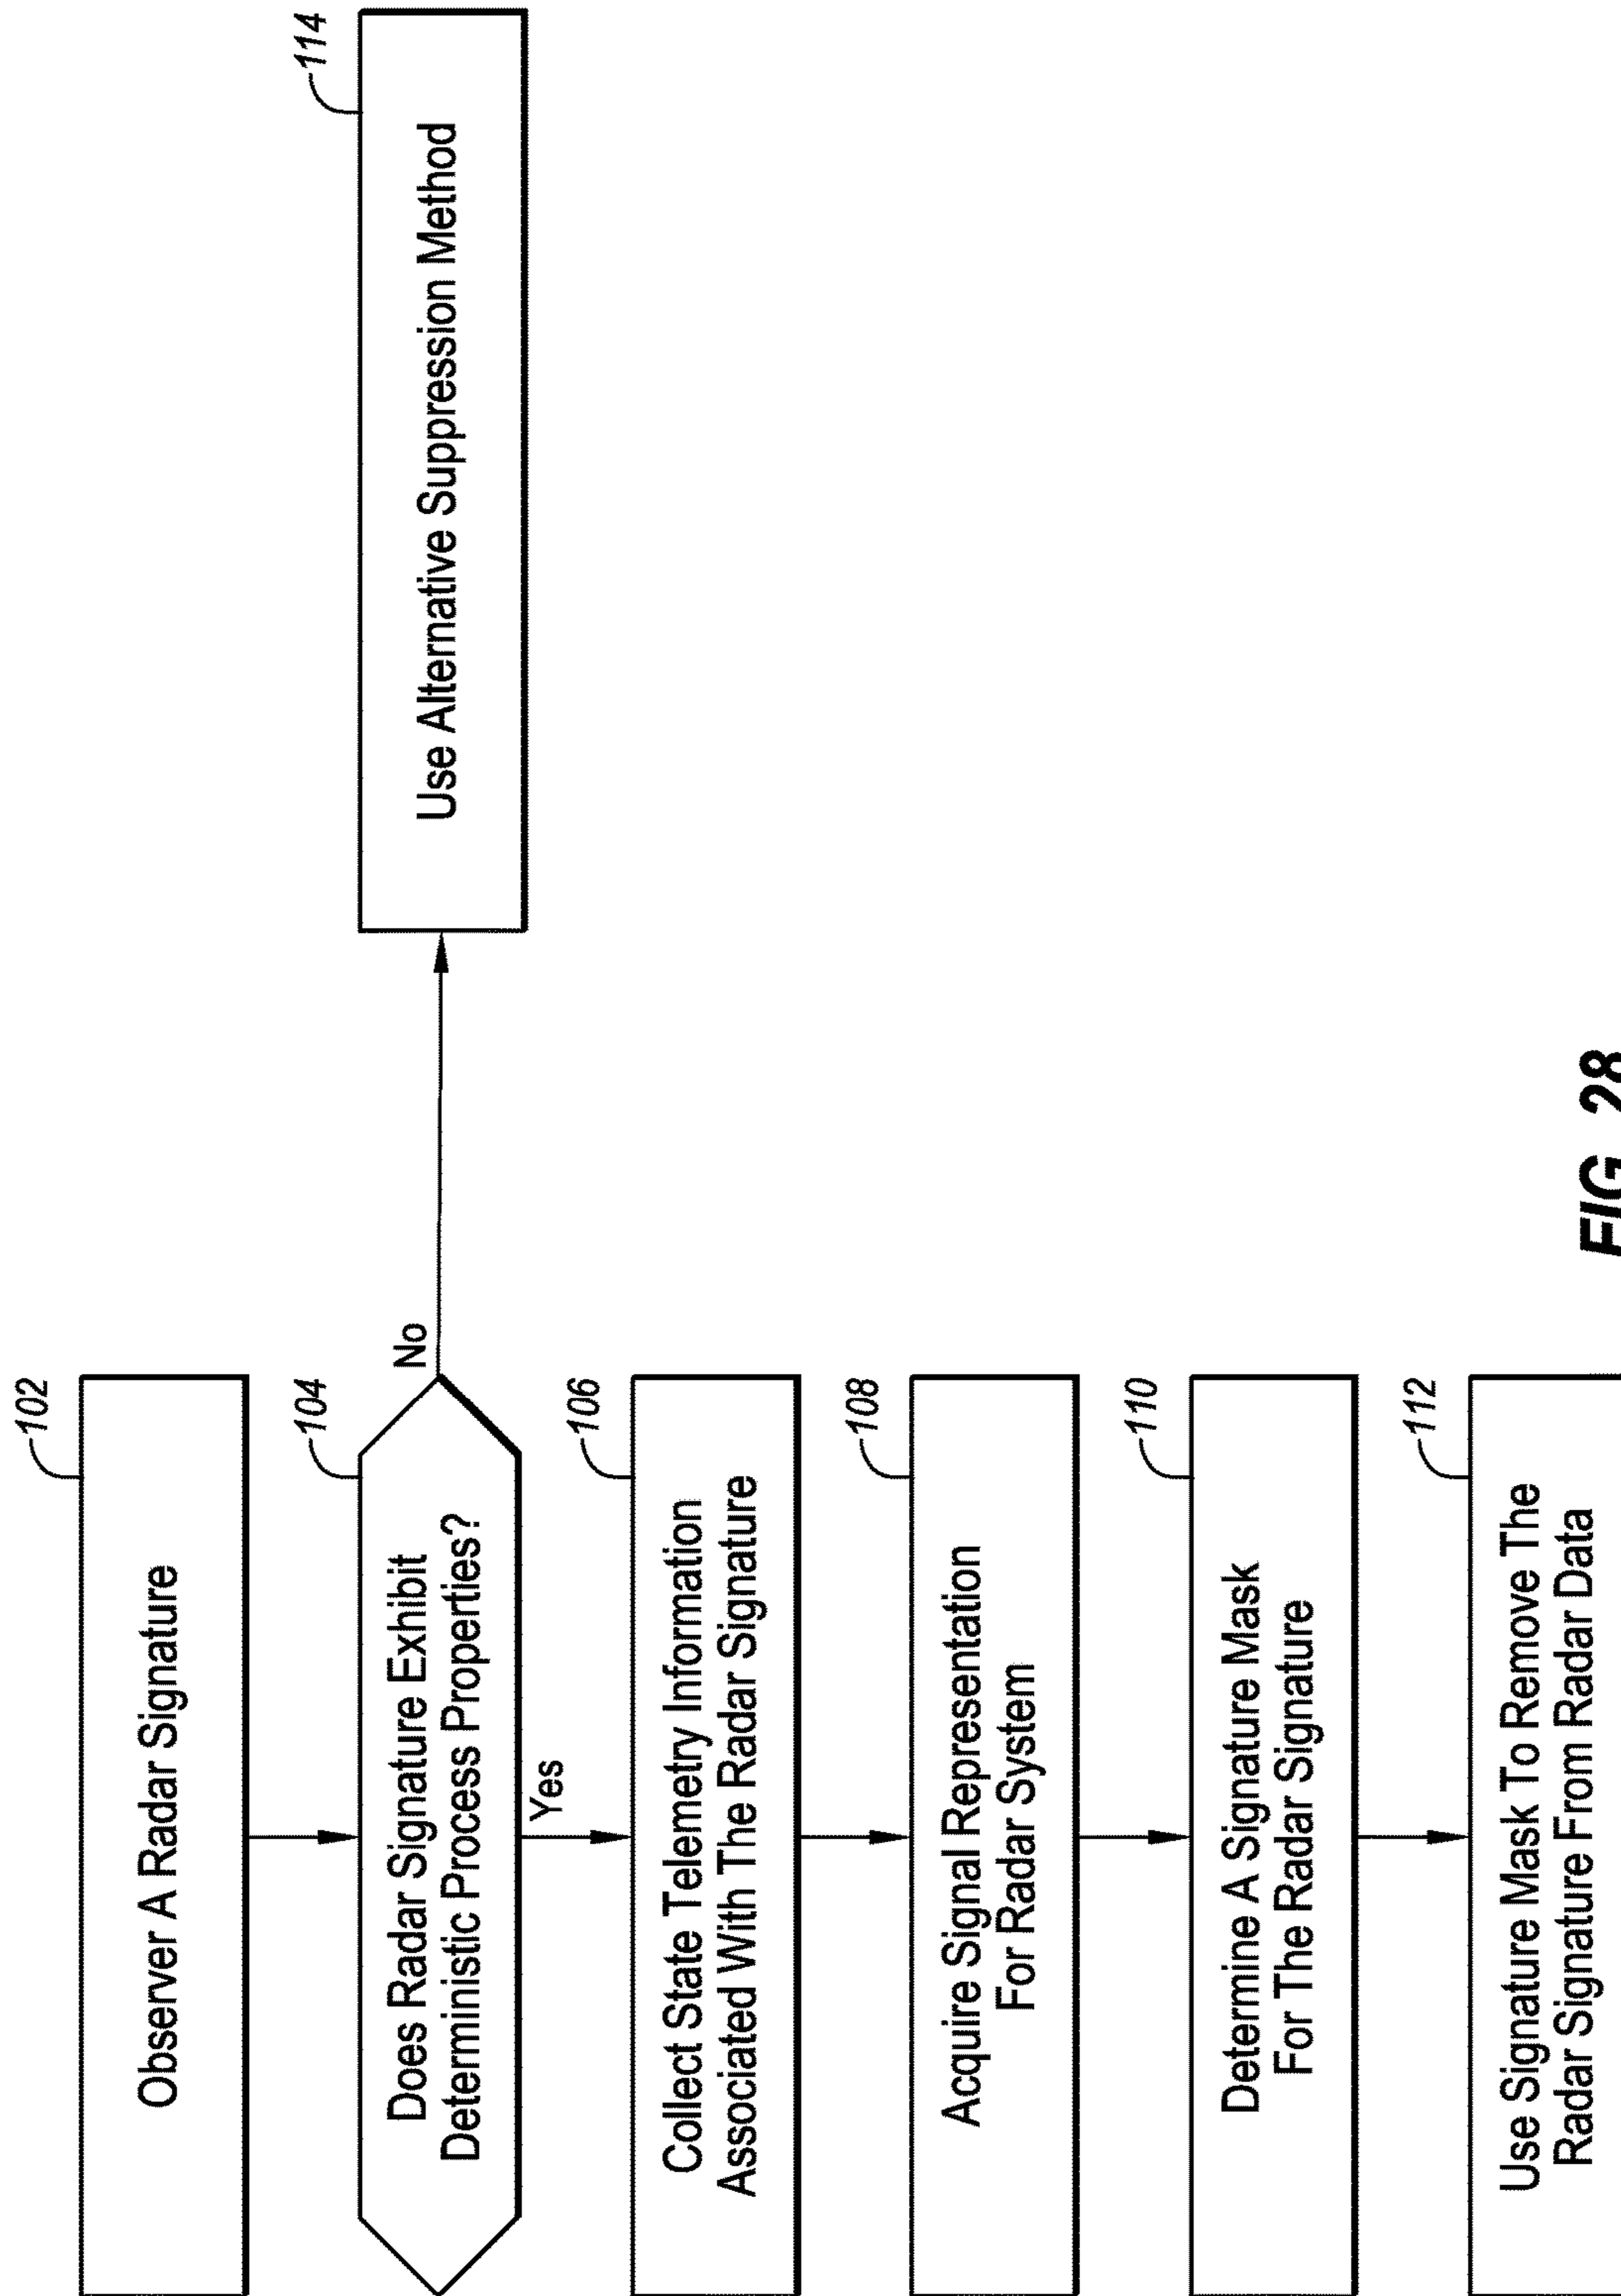 102
Observer A Radar Signature
104
Does Radar Signature Exhibit
Deterministic Process Properties?
No
114
Use Alternative Suppression Method
Yes
106
Collect State Telemetry Information
Associated With The Radar Signature
108
Acquire Signal Representation
For Radar System
110
Determine A Signature Mask
For The Radar Signature
112
Use Signature Mask To Remove The
Radar Signature From Radar Data
FIG. 28